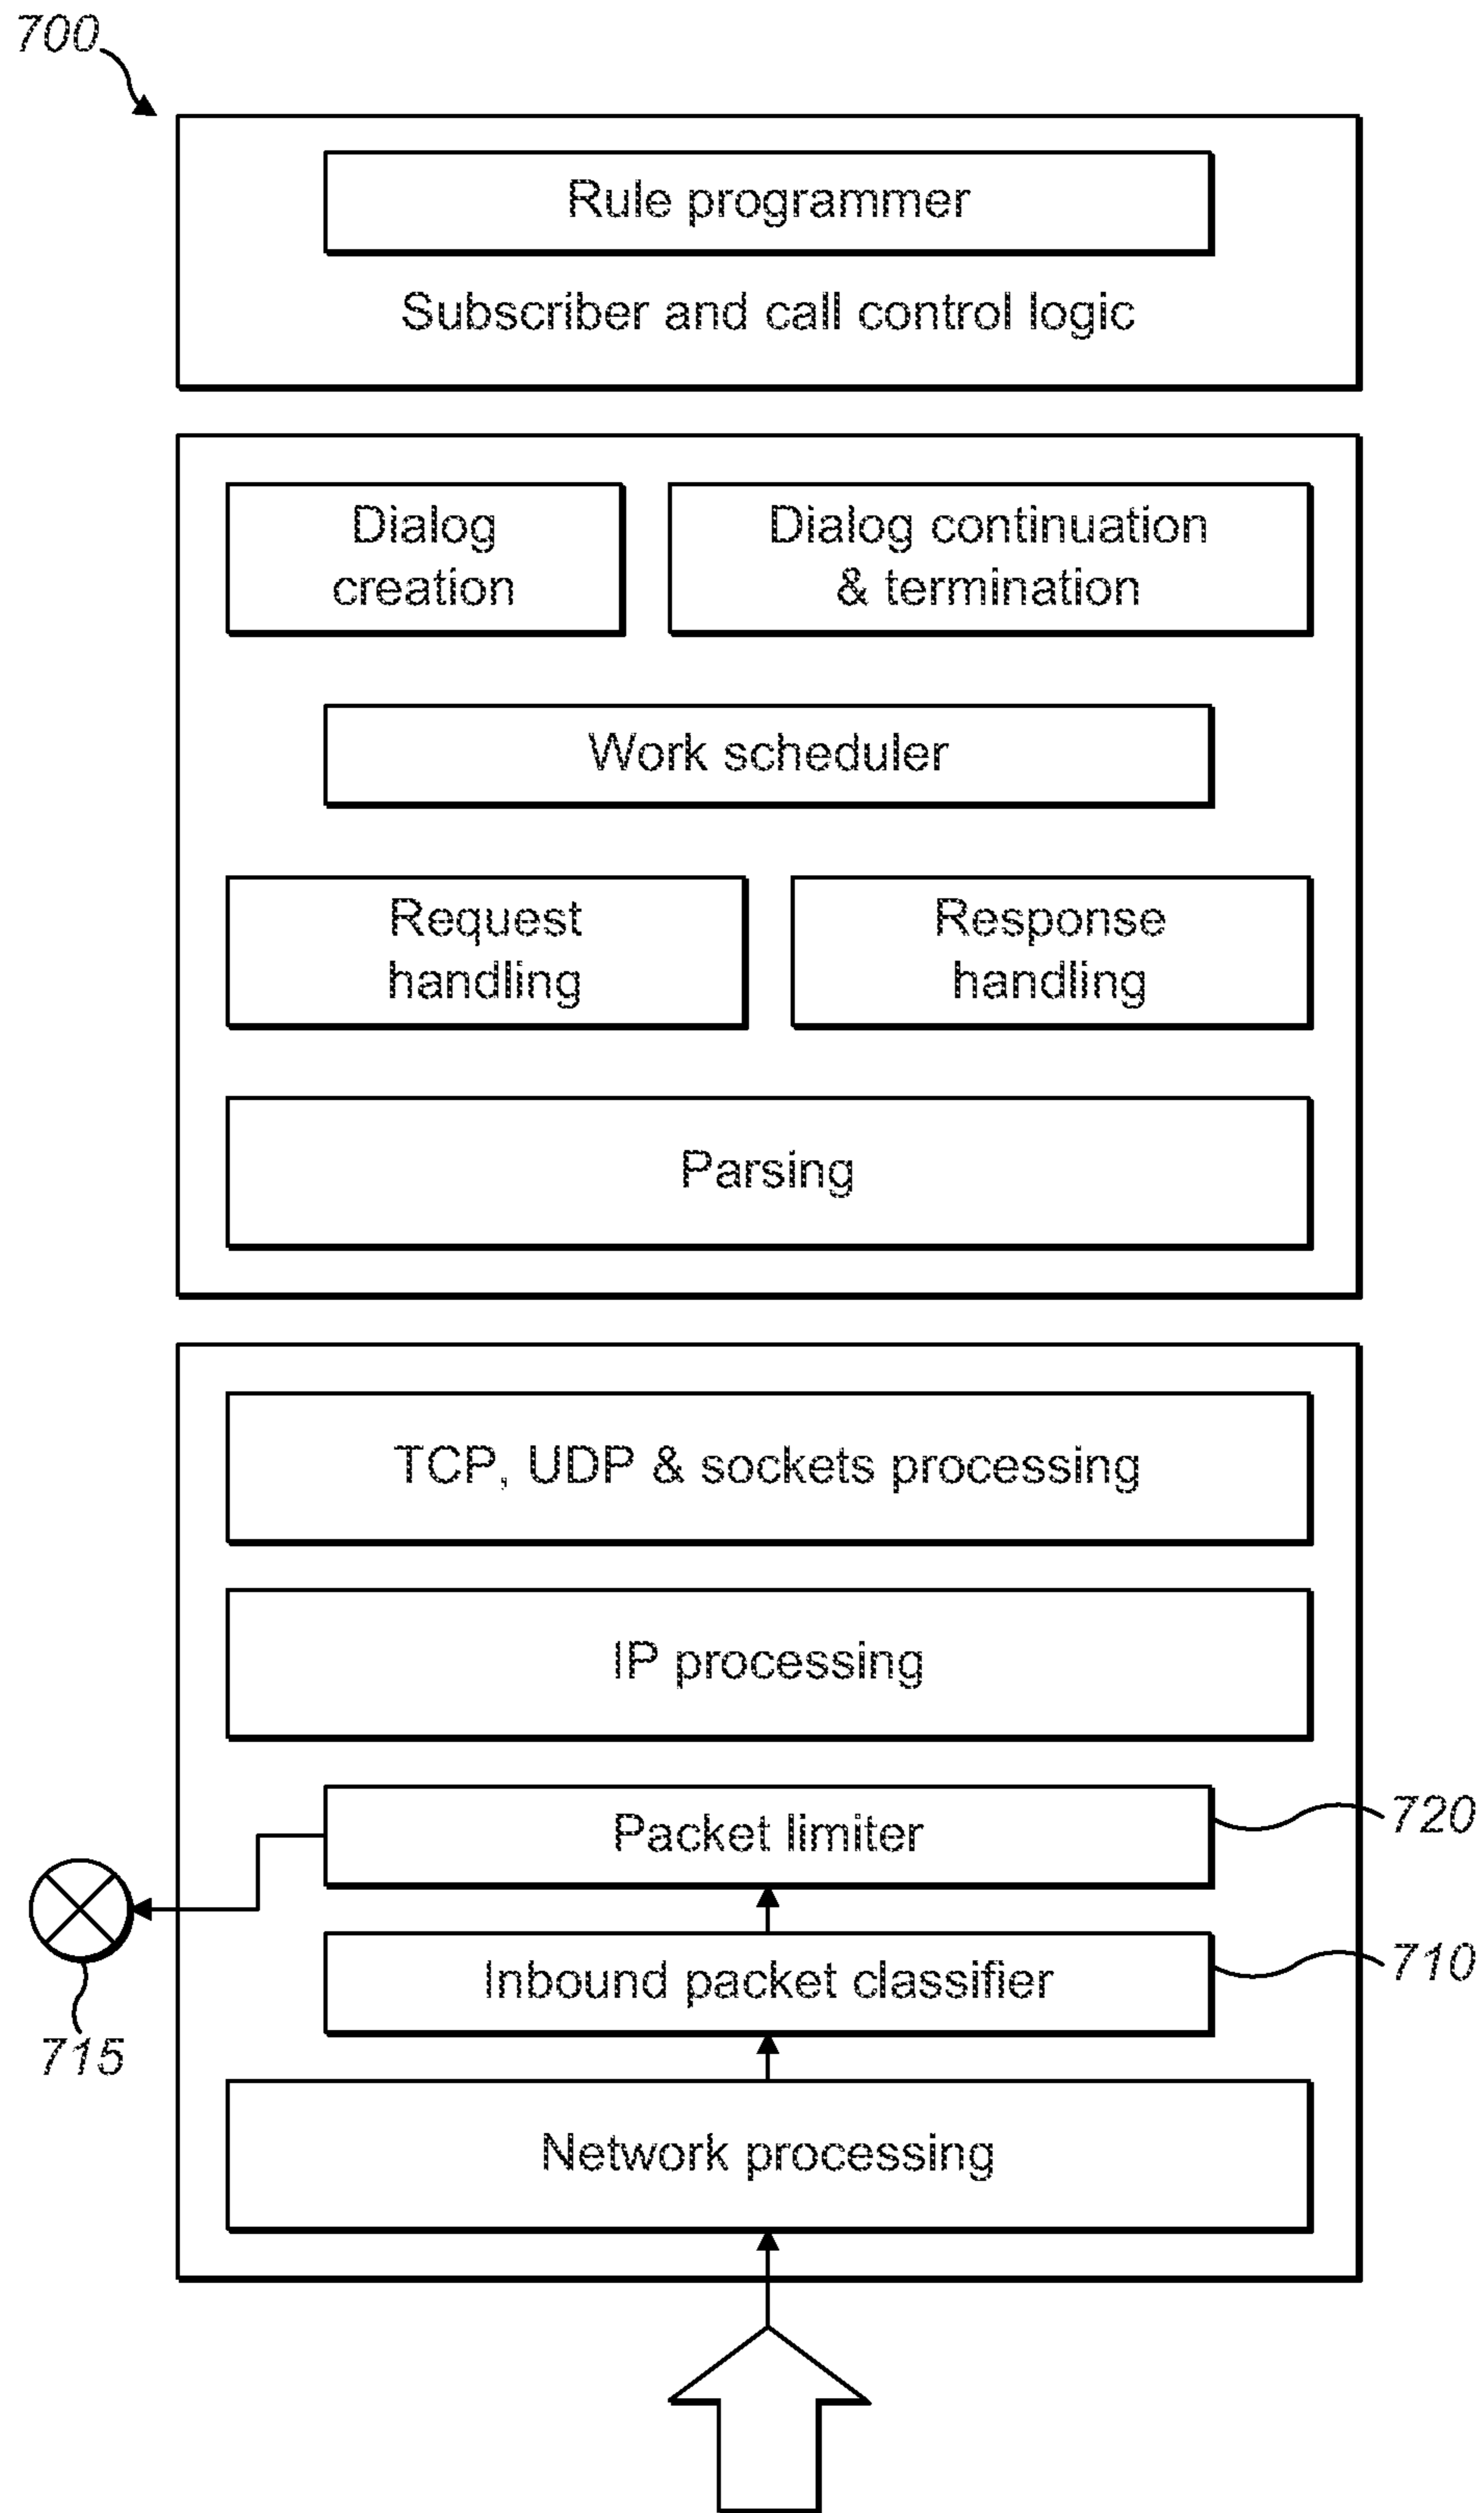 700
Rule programmer
Subscriber and call control logic
Dialog
creation
Dialog continuation
& termination
Work scheduler
Request
handling
Response
handling
Parsing
TCP, UDP & sockets processing
IP processing
Packet limiter
720
Inbound packet classifier
710
715
Network processing